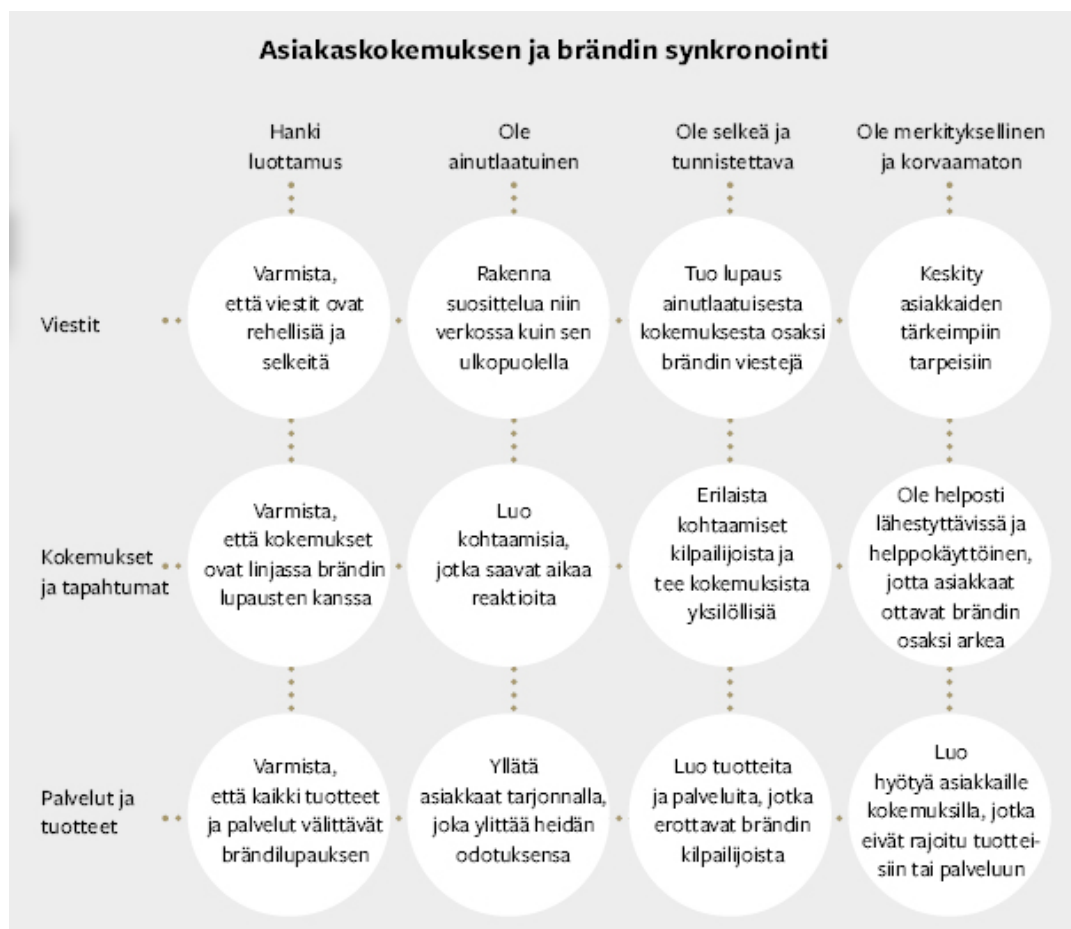 Asiakaskokemuksen ja brändin synkronointi
Hanki
luottamus
Ole
ainutlaatuinen
Ole selkeä ja
tunnistettava
Ole merkityksellinen
ja korvaamaton
Viestit
Varmista,
että viestit ovat
rehellisiä ja
selkeitä
Rakenna
suosittelua niin
verkossa kuin sen
ulkopuolella
Tuo lupaus
ainutlaatuisesta
kokemuksesta osaksi
brändin viestejä
Keskity
asiakkaiden
tärkeimpiin
tarpeisiin
Kokemukset
ja tapahtumat
Varmista,
että kokemukset
ovat linjassa brändin
lupausten kanssa
Luo
kohtaamisia,
jotka saavat aikaa
reaktioita
Erilaista
kohtaamiset
kilpailijoista ja
tee kokemuksista
yksilöllisiä
Ole helposti
lähestyttävissä ja
helppokäyttöinen,
jotta asiakkaat
ottavat brändin
osaksi arkea
Palvelut ja
tuotteet
Varmista,
että kaikki tuotteet
ja palvelut välittävät
brändilupauksen
Yllätä
asiakkaat tarjonnalla,
joka ylittää heidän
odotuksensa
Luo tuotteita
ja palveluita, jotka
erottavat brändin
kilpailijoista
Luo
hyötyä asiakkaille
kokemuksilla, jotka
eivät rajoitu tuottei-
siin tai palveluun